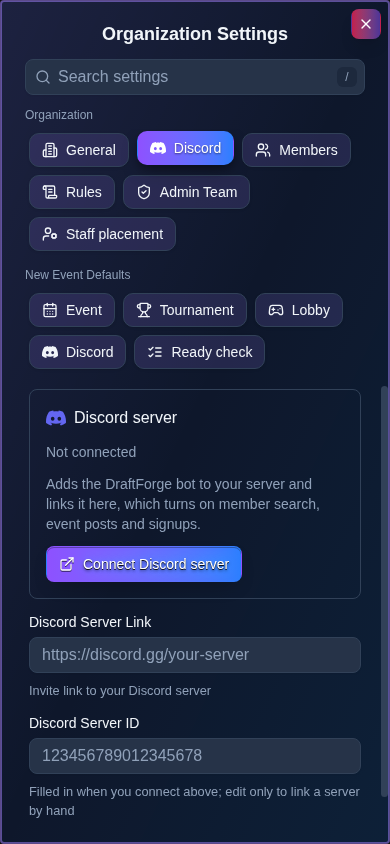 Organization Settings
Search settings /
Organization
General Discord Members
Rules Admin Team
Staff placement
New Event Defaults
Event Tournament Lobby
Discord Ready check
Discord server
Not connected
Adds the DraftForge bot to your server and
links it here, which turns on member search,
event posts and signups.
Connect Discord server
Discord Server Link
https://discord.gg/your-server
Invite link to your Discord server
Discord Server ID
123456789012345678
Filled in when you connect above; edit only to link a server
by hand